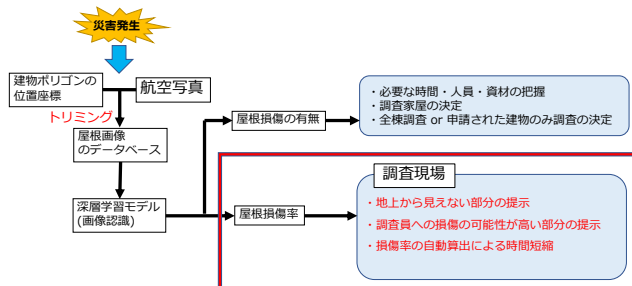 災害発生
建物ポリゴンの
位置座標
航空写真
トリミング
屋根画像
のデータベース
深層学習モデル
(画像認識)
屋根損傷の有無
・必要な時間・人員・資材の把握
・調査家屋の決定
・全棟調査 or 申請された建物のみ調査の決定
屋根損傷率
調査現場
・地上から見えない部分の提示
・調査員への損傷の可能性が高い部分の提示
・損傷率の自動算出による時間短縮